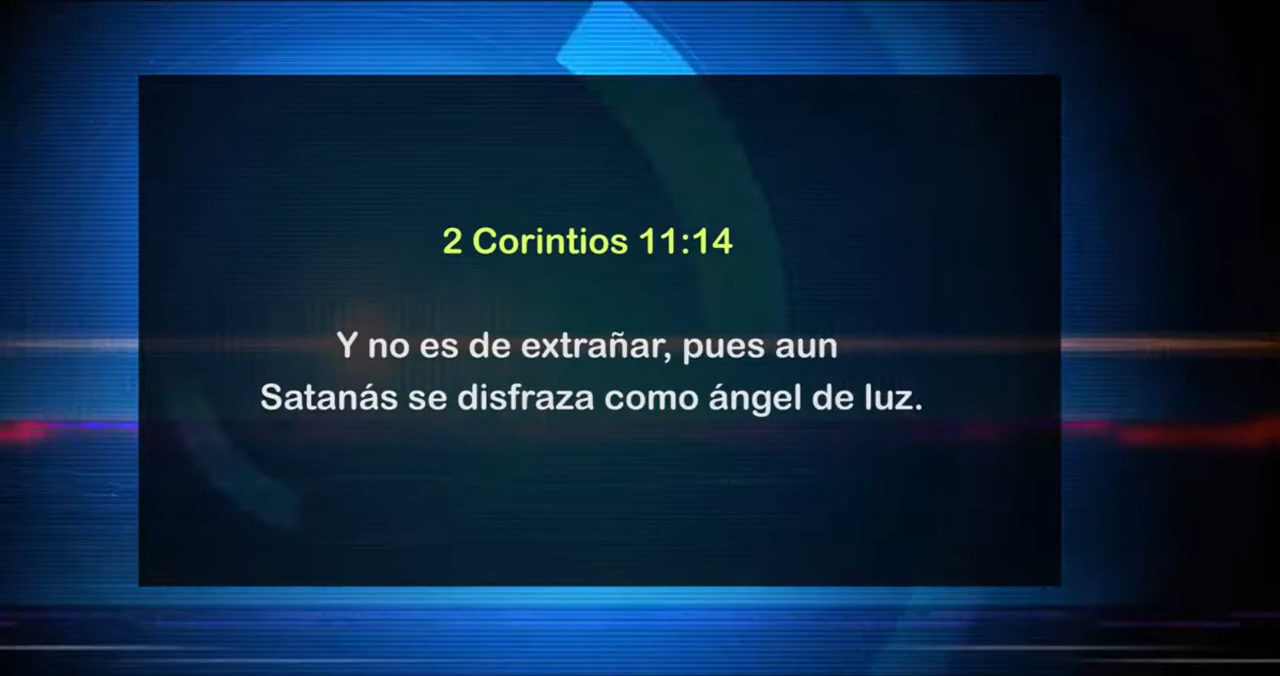 2 Corintios 11:14
Y no es de extrañar, pues aun
Satanás se disfraza como ángel de luz.